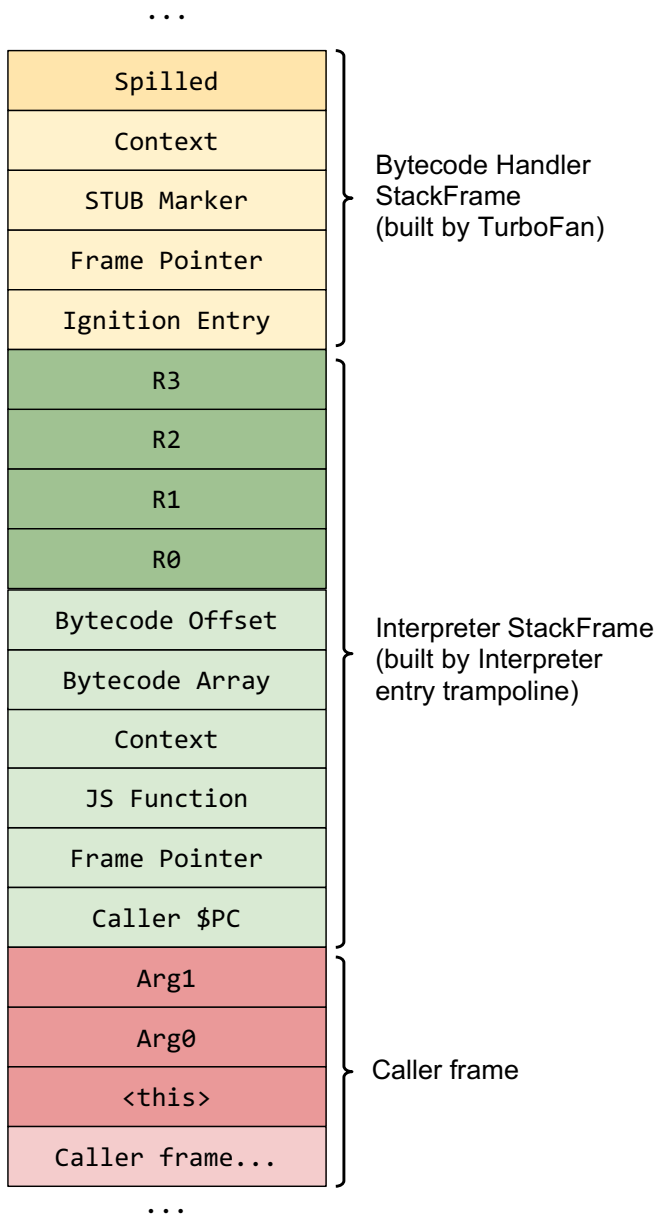 ...
Spilled
Context
STUB Marker
Frame Pointer
Ignition Entry
Bytecode Handler
StackFrame
(built by TurboFan)
R3
R2
R1
R0
Bytecode Offset
Bytecode Array
Context
JS Function
Frame Pointer
Caller $PC
Interpreter StackFrame
(built by Interpreter
entry trampoline)
Arg1
Arg0
<this>
Caller frame...
Caller frame
...